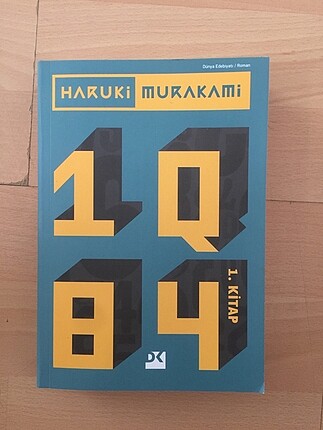 Dünya Edebiyatı / Roman
HARUKi MURAKAMi
1Q
84
1. KİTAP
DK